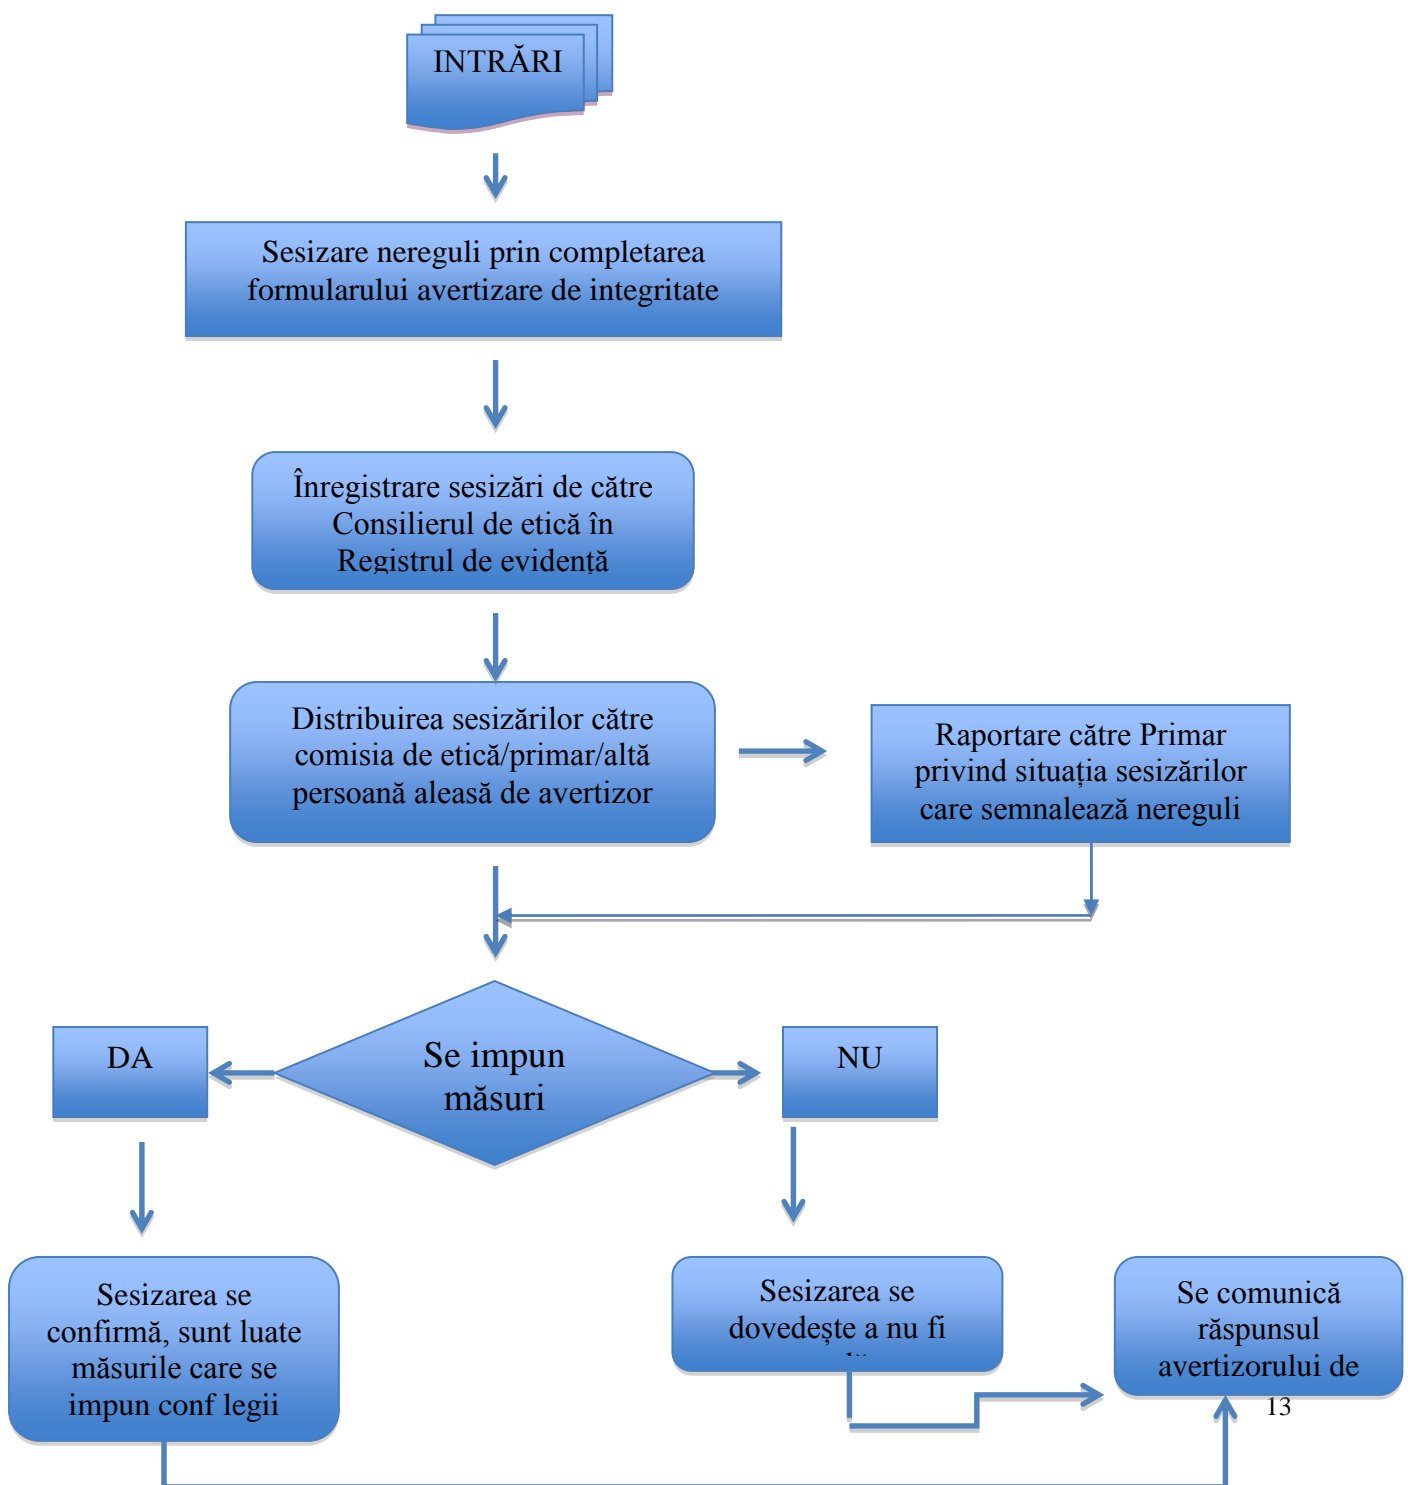 INTRĂRI
Sesizare nereguli prin completarea
formularului avertizare de integritate
Înregistrare sesizări de către
Consilierul de etică în
Registrul de evidență
Distribuirea sesizărilor către
comisia de etică/primar/altă
persoană aleasă de avertizor
Raportare către Primar
privind situația sesizărilor
care semnalează nereguli
Se impun
măsuri
DA
NU
Sesizarea se
confirmă, sunt luate
măsurile care se
impun conf legii
Sesizarea se
dovedește a nu fi
Se comunică
răspunsul
avertizorului de
13